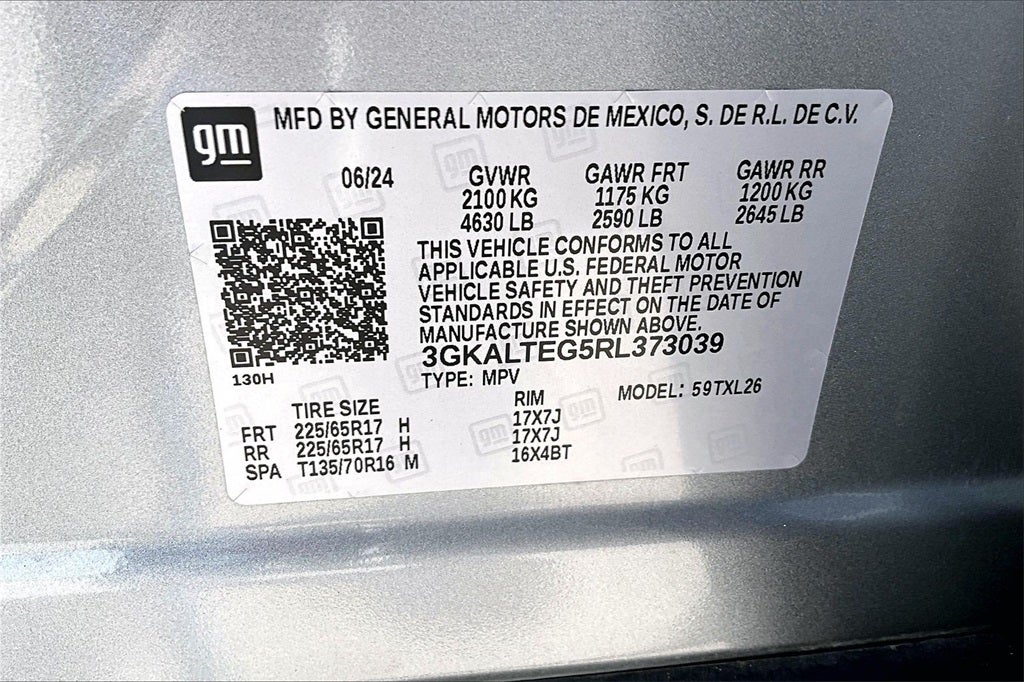 gm
MFD BY GENERAL MOTORS DE MEXICO, S. DE R.L. DE C.V.
06/24
GVWR GAWR FRT GAWR RR
2100 KG 1175 KG 1200 KG
4630 LB 2590 LB 2645 LB
THIS VEHICLE CONFORMS TO ALL
APPLICABLE U.S. FEDERAL MOTOR
VEHICLE SAFETY AND THEFT PREVENTION
STANDARDS IN EFFECT ON THE DATE OF
MANUFACTURE SHOWN ABOVE.
3GKALTEG5RL373039
130H
TYPE: MPV MODEL: 59TXL26
TIRE SIZE RIM
FRT 225/65R17 H 17X7J
RR 225/65R17 H 17X7J
SPA T135/70R16 M 16X4BT